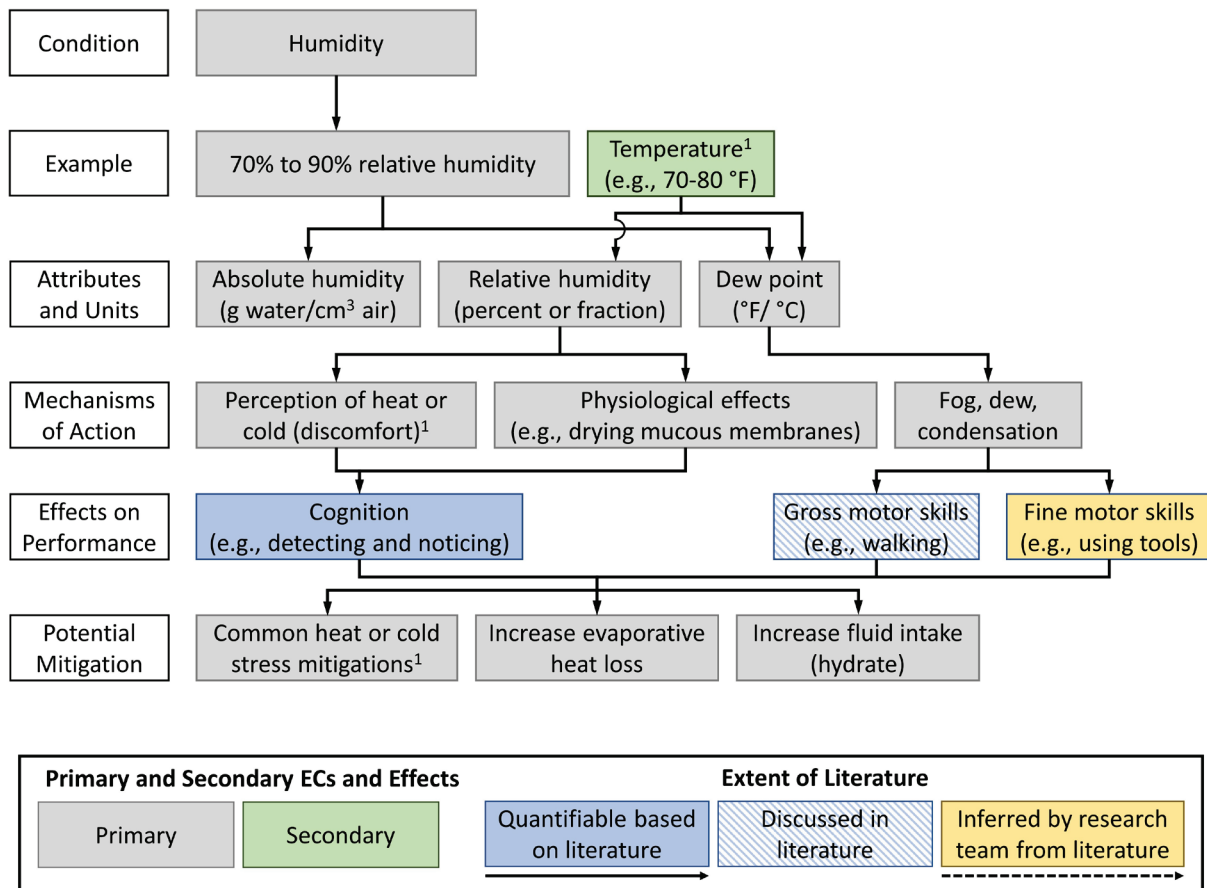 Condition
Humidity
Example
70% to 90% relative humidity
Temperature¹
(e.g., 70-80 °F)
Attributes
and Units
Absolute humidity
(g water/cm³ air)
Relative humidity
(percent or fraction)
Dew point
(°F/ °C)
Mechanisms
of Action
Perception of heat or
cold (discomfort)¹
Physiological effects
(e.g., drying mucous membranes)
Fog, dew,
condensation
Effects on
Performance
Cognition
(e.g., detecting and noticing)
Gross motor skills
(e.g., walking)
Fine motor skills
(e.g., using tools)
Potential
Mitigation
Common heat or cold
stress mitigations¹
Increase evaporative
heat loss
Increase fluid intake
(hydrate)
Primary and Secondary ECs and Effects
Primary
Secondary
Extent of Literature
Quantifiable based
on literature
Discussed in
literature
Inferred by research
team from literature